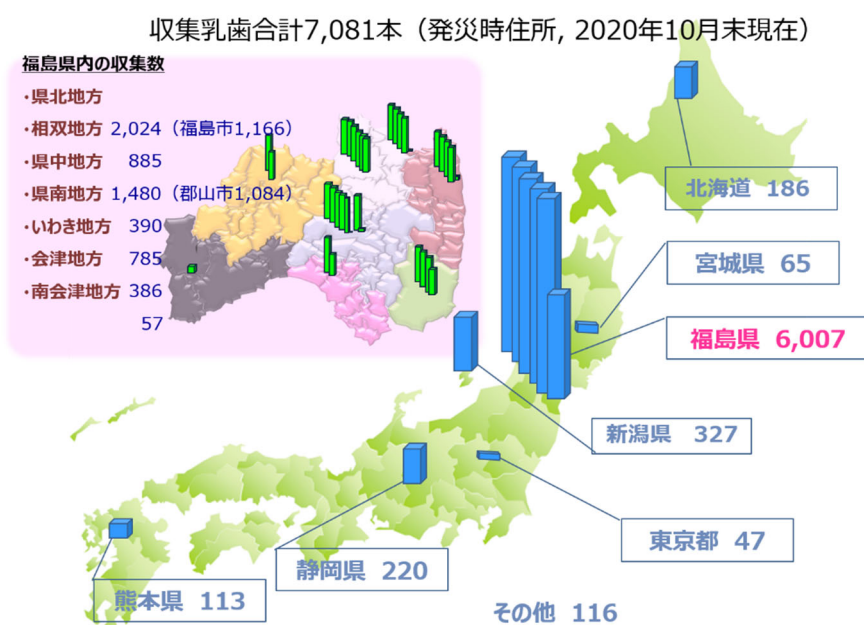 収集乳歯合計7,081本（発災時住所, 2020年10月末現在）
福島県内の収集数
・県北地方
・相双地方 2,024（福島市1,166）
・県中地方 885
・県南地方 1,480（郡山市1,084）
・いわき地方 390
・会津地方 785
・南会津地方 386
57
北海道 186
宮城県 65
福島県 6,007
新潟県 327
東京都 47
静岡県 220
熊本県 113
その他 116